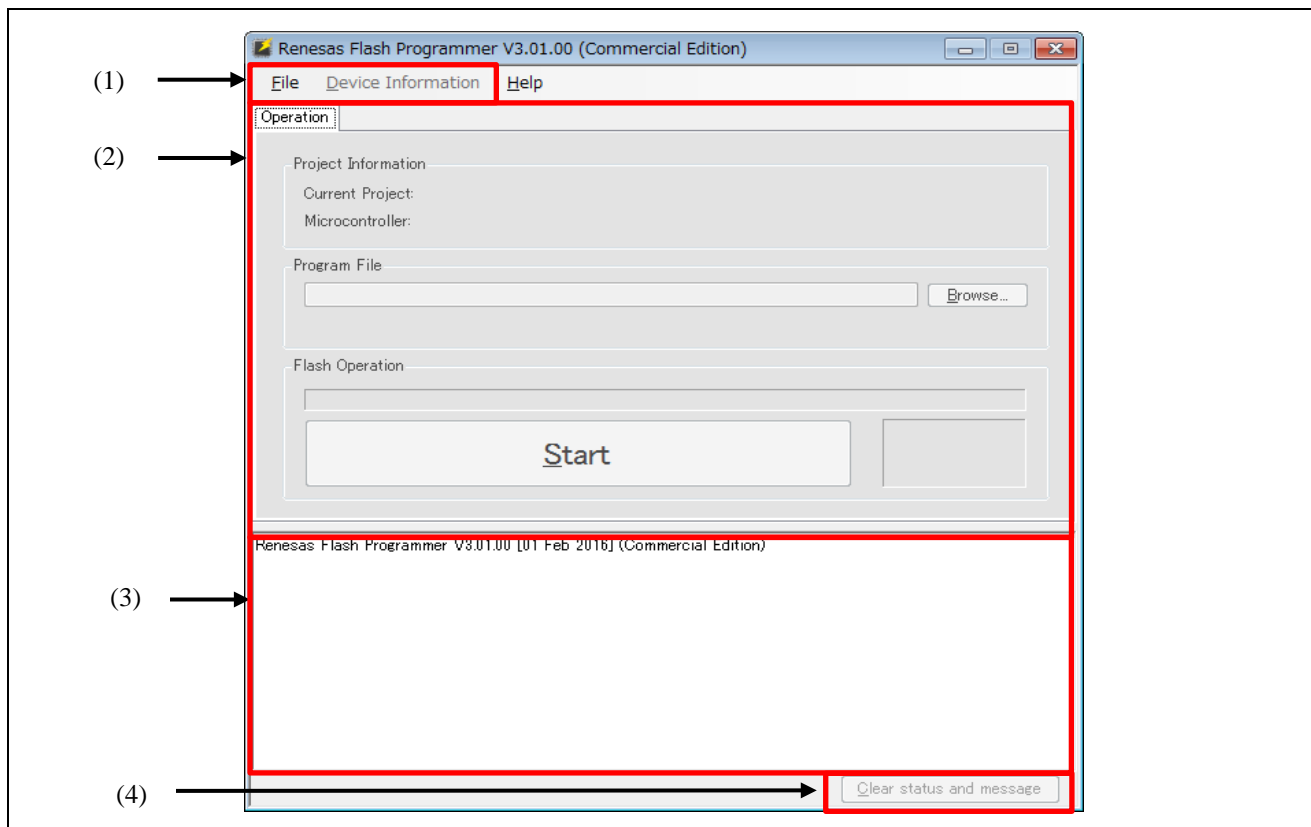 Renesas Flash Programmer V3.01.00 (Commercial Edition)
(1)
File Device Information Help
Operation
(2)
Project Information
Current Project:
Microcontroller:
Program File
Browse...
Flash Operation
Start
Renesas Flash Programmer V3.01.00 [01 Feb 2016] (Commercial Edition)
(3)
(4)
Clear status and message